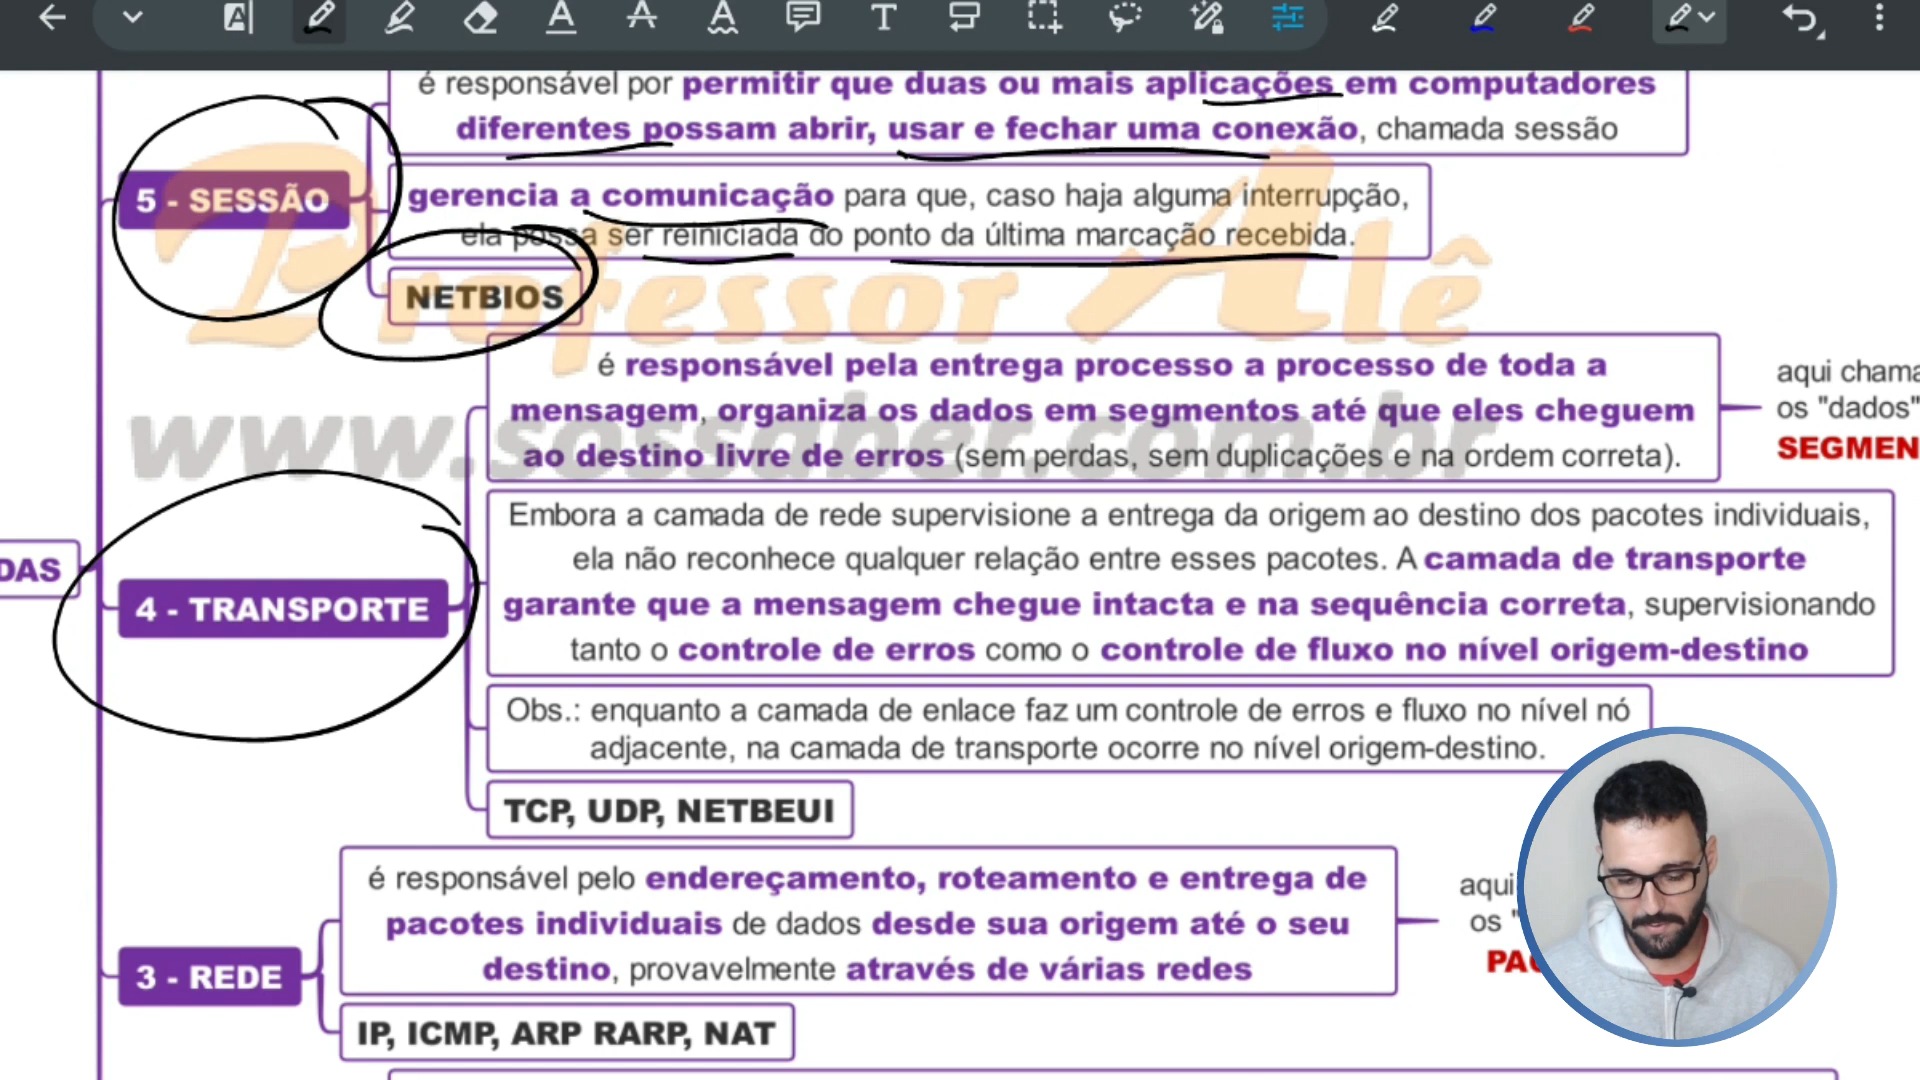 é responsável por permitir que duas ou mais aplicações em computadores
diferentes possam abrir, usar e fechar uma conexão, chamada sessão
5 - SESSÃO
gerencia a comunicação para que, caso haja alguma interrupção,
ela possa ser reiniciada do ponto da última marcação recebida.
NETBIOS
Professor Alê
www.sossaber.com.br
é responsável pela entrega processo a processo de toda a
mensagem, organiza os dados em segmentos até que eles cheguem
ao destino livre de erros (sem perdas, sem duplicações e na ordem correta).
aqui
os "dados"
Embora a camada de rede supervisione a entrega da origem ao destino dos pacotes individuais,
ela não reconhece qualquer relação entre esses pacotes. A camada de transporte
garante que a mensagem chegue intacta e na sequência correta, supervisionando
tanto o controle de erros como o controle de fluxo no nível origem-destino
4 - TRANSPORTE
Obs.: enquanto a camada de enlace faz um controle de erros e fluxo no nível nó
adjacente, na camada de transporte ocorre no nível origem-destino.
TCP, UDP, NETBEUI
é responsável pelo endereçamento, roteamento e entrega de
pacotes individuais de dados desde sua origem até o seu
destino, provavelmente através de várias redes
aqui
os
3 - REDE
IP, ICMP, ARP RARP, NAT